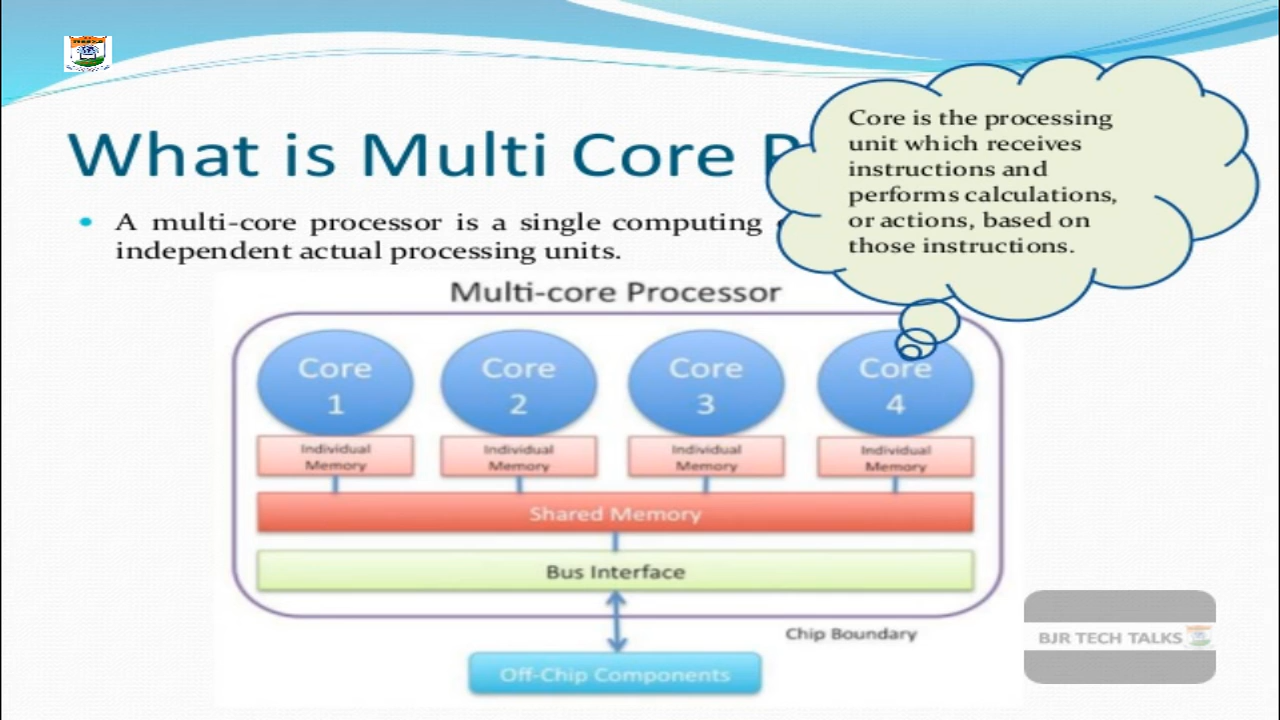 What is Multi Core
A multi-core processor is a single computing
independent actual processing units.
Core is the processing
unit which receives
instructions and
performs calculations,
or actions, based on
those instructions.
Multi-core Processor
Core
1
Core
2
Core
3
Core
4
Individual
Memory
Individual
Memory
Individual
Memory
Individual
Memory
Shared Memory
Bus Interface
Chip Boundary
Off-Chip Components
BJR TECH TALKS